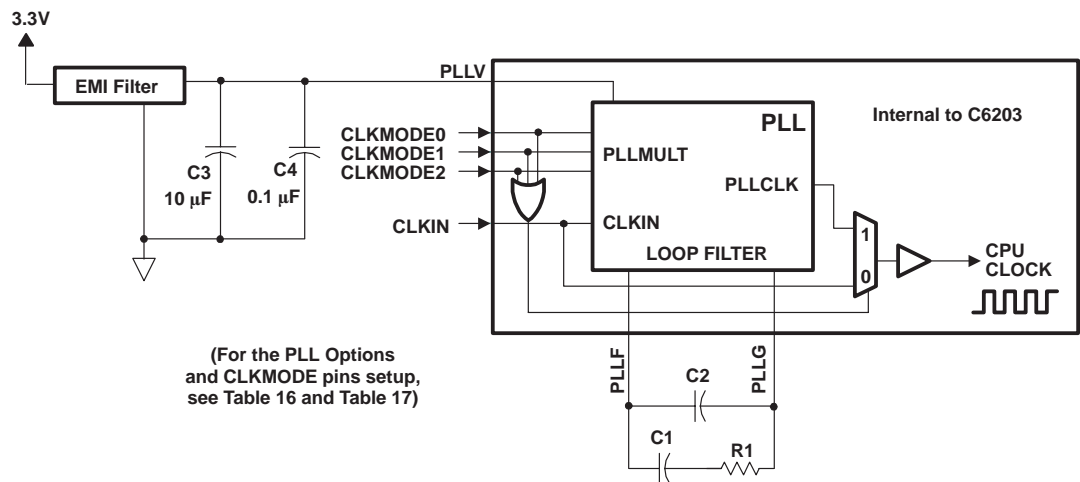 3.3V
EMI Filter
PLLV
Internal to C6203
PLL
CLKMODE0
CLKMODE1
CLKMODE2
PLLMULT
C3
10 μF
C4
0.1 μF
PLLCLK
CLKIN
CLKIN
1
LOOP FILTER
0
CPU
CLOCK
(For the PLL Options
and CLKMODE pins setup,
see Table 16 and Table 17)
PLLF
PLLG
C2
C1
R1